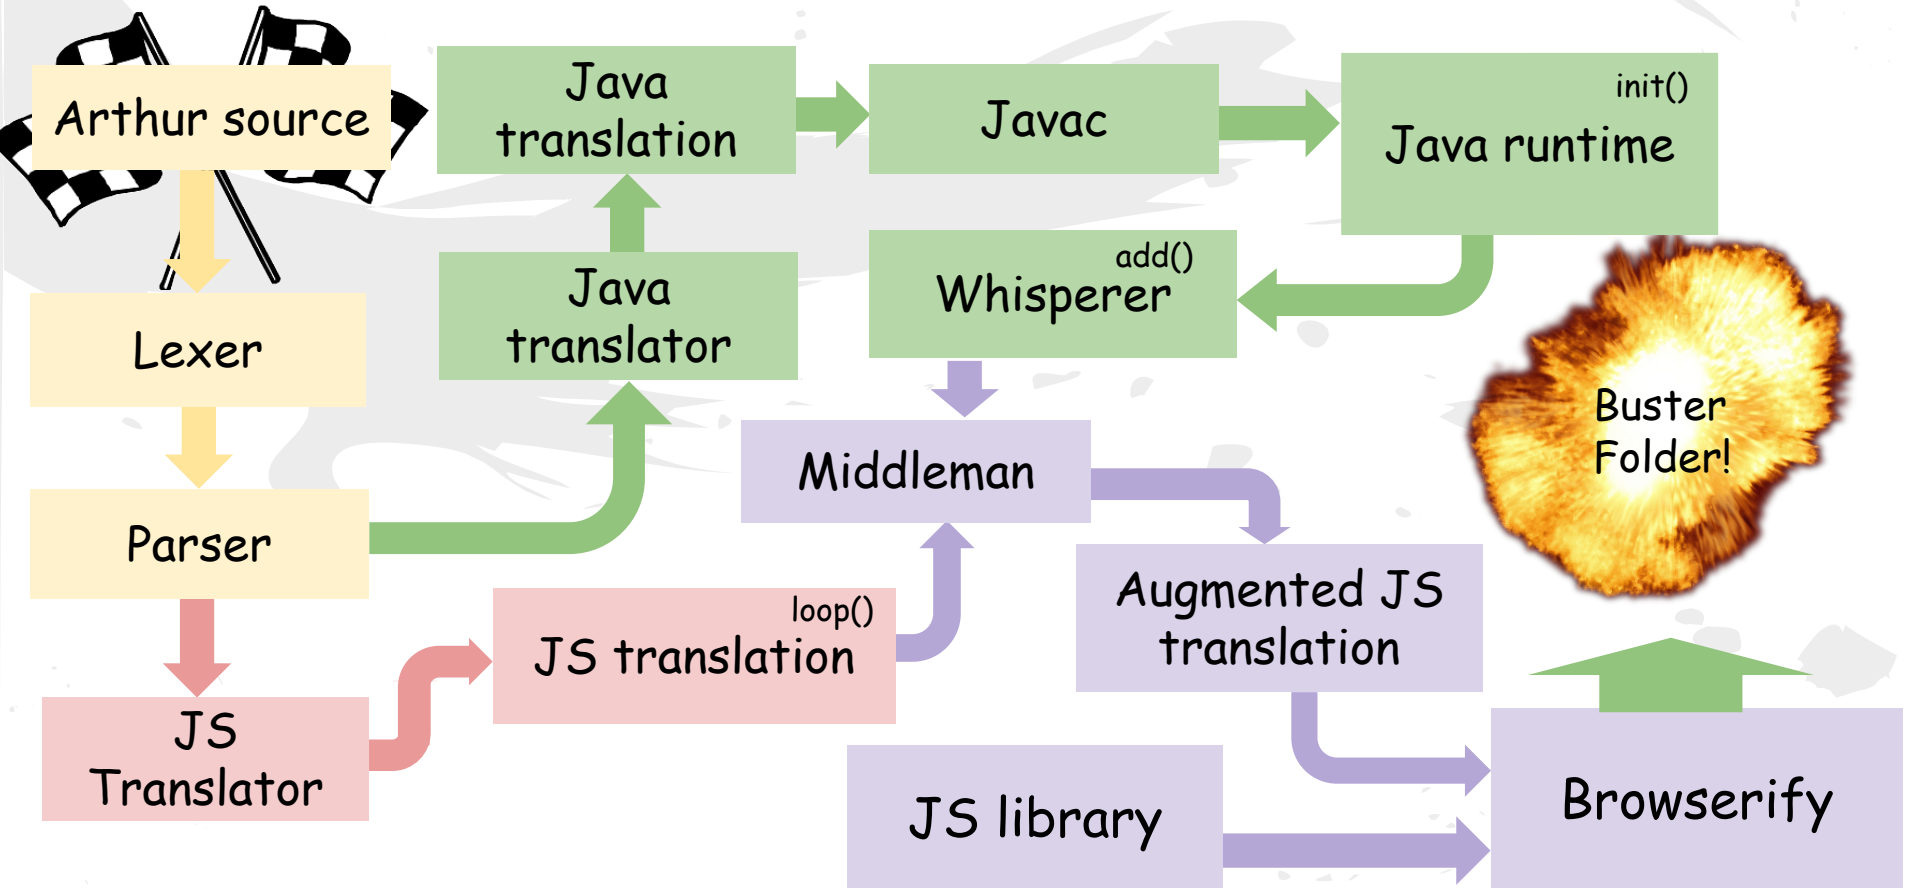 Arthur source
Lexer
Parser
JS
Translator
Java
translation
Java
translator
Javac
init()
Java runtime
add()
Whisperer
Middleman
loop()
JS translation
Augmented JS
translation
JS library
Browserify
Buster
Folder!